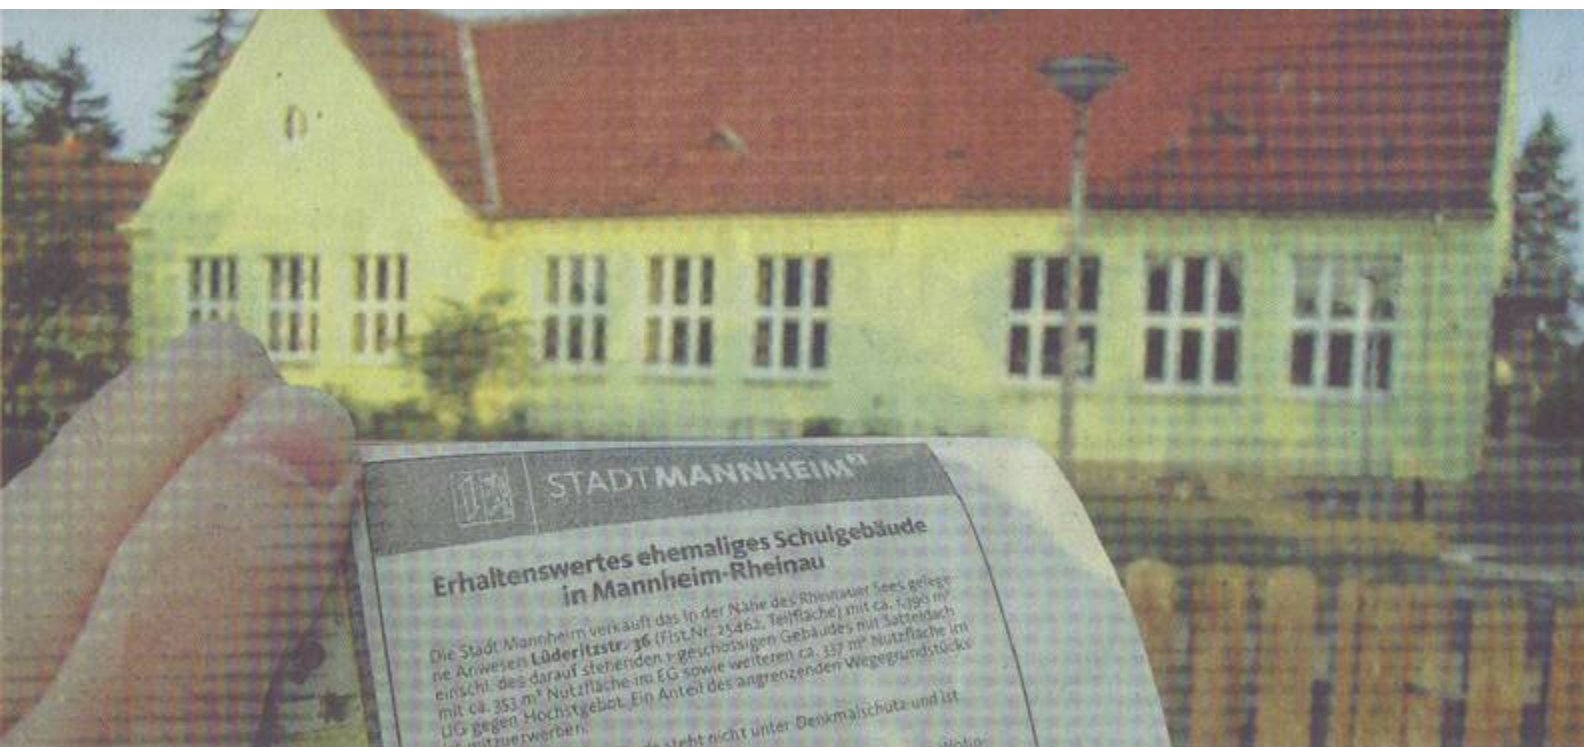 STADTMANNHEIM²
Erhaltenswertes ehemaliges Schulgebäude
in Mannheim-Rheinau
Die Stadt Mannheim verkauft das in der Nähe des Rheinauer Sees gelege-
ne Anwesen Lüderitzstr. 36 (Flst.Nr. 25462, Teilfläche) mit ca. 1.390 m²
einschl. des darauf stehenden 1-geschossigen Gebäudes mit Satteldach
mit ca. 353 m² Nutzfläche im EG sowie weiteren ca. 337 m² Nutzfläche im
UG gegen Höchstgebot. Ein Anteil des angrenzenden Wegegrundstücks
ist mitzuerwerben.
steht nicht unter Denkmalschutz und ist